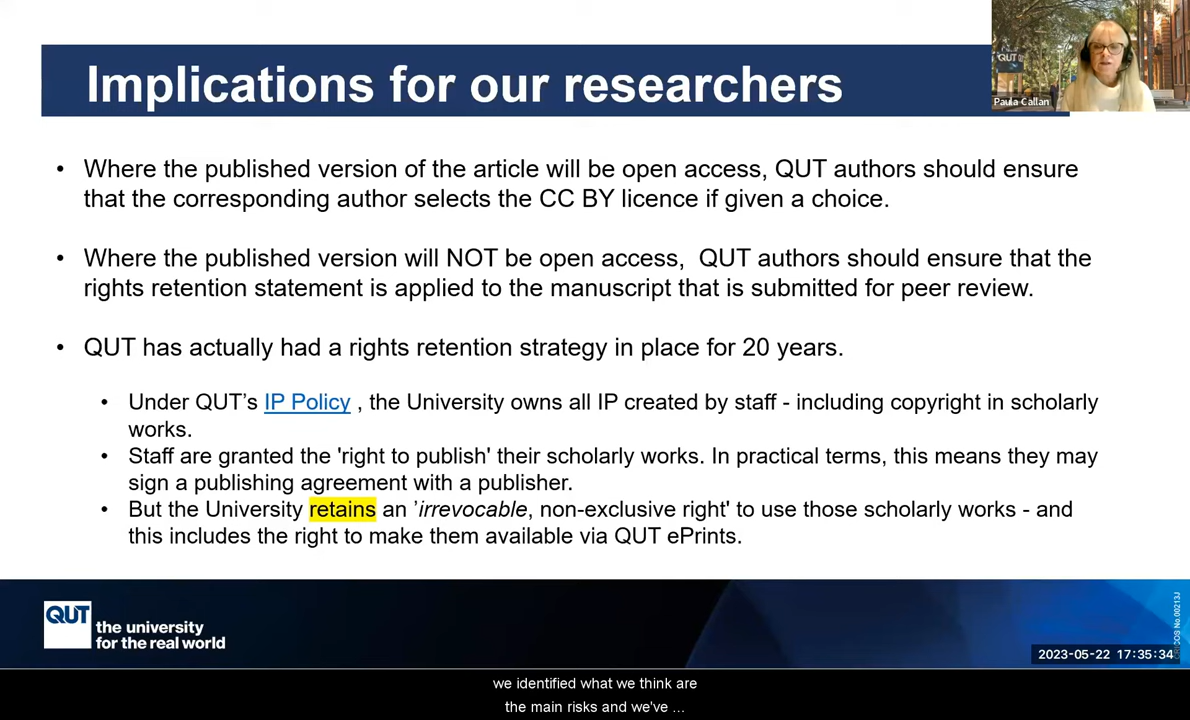 Implications for our researchers
QUT
Paula Callan
• Where the published version of the article will be open access, QUT authors should ensure
that the corresponding author selects the CC BY licence if given a choice.
• Where the published version will NOT be open access,  QUT authors should ensure that the
rights retention statement is applied to the manuscript that is submitted for peer review.
• QUT has actually had a rights retention strategy in place for 20 years.
• Under QUT’s IP Policy , the University owns all IP created by staff - including copyright in scholarly
works.
• Staff are granted the 'right to publish' their scholarly works. In practical terms, this means they may
sign a publishing agreement with a publisher.
• But the University retains an ’irrevocable, non-exclusive right' to use those scholarly works - and
this includes the right to make them available via QUT ePrints.
QUT
the university
for the real world
CRICOS No.00213J
2023-05-22 17:35:34
we identified what we think are
the main risks and we've ...